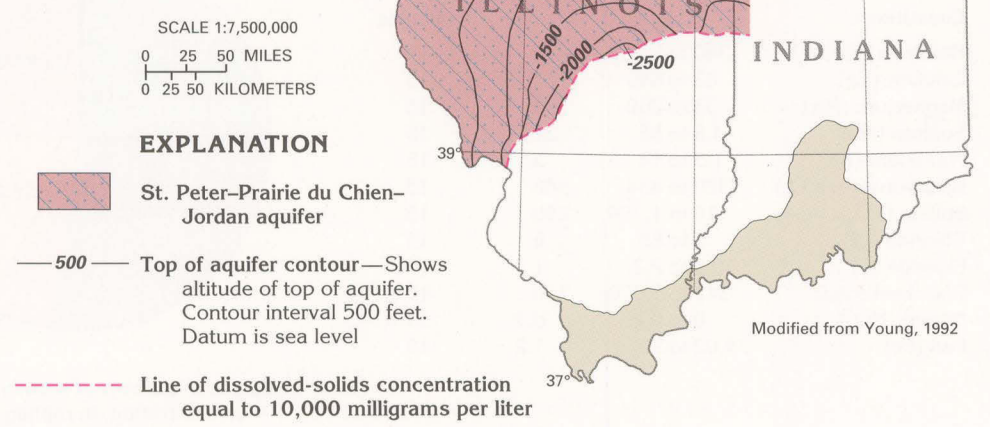 ILLINOIS
SCALE 1:7,500,000
0 25 50 MILES
0 25 50 KILOMETERS
-1500
-2000
-2500
INDIANA
EXPLANATION
39°
St. Peter–Prairie du Chien–
Jordan aquifer
500
Top of aquifer contour—Shows
altitude of top of aquifer.
Contour interval 500 feet.
Datum is sea level
Modified from Young, 1992
37°
Line of dissolved-solids concentration
equal to 10,000 milligrams per liter